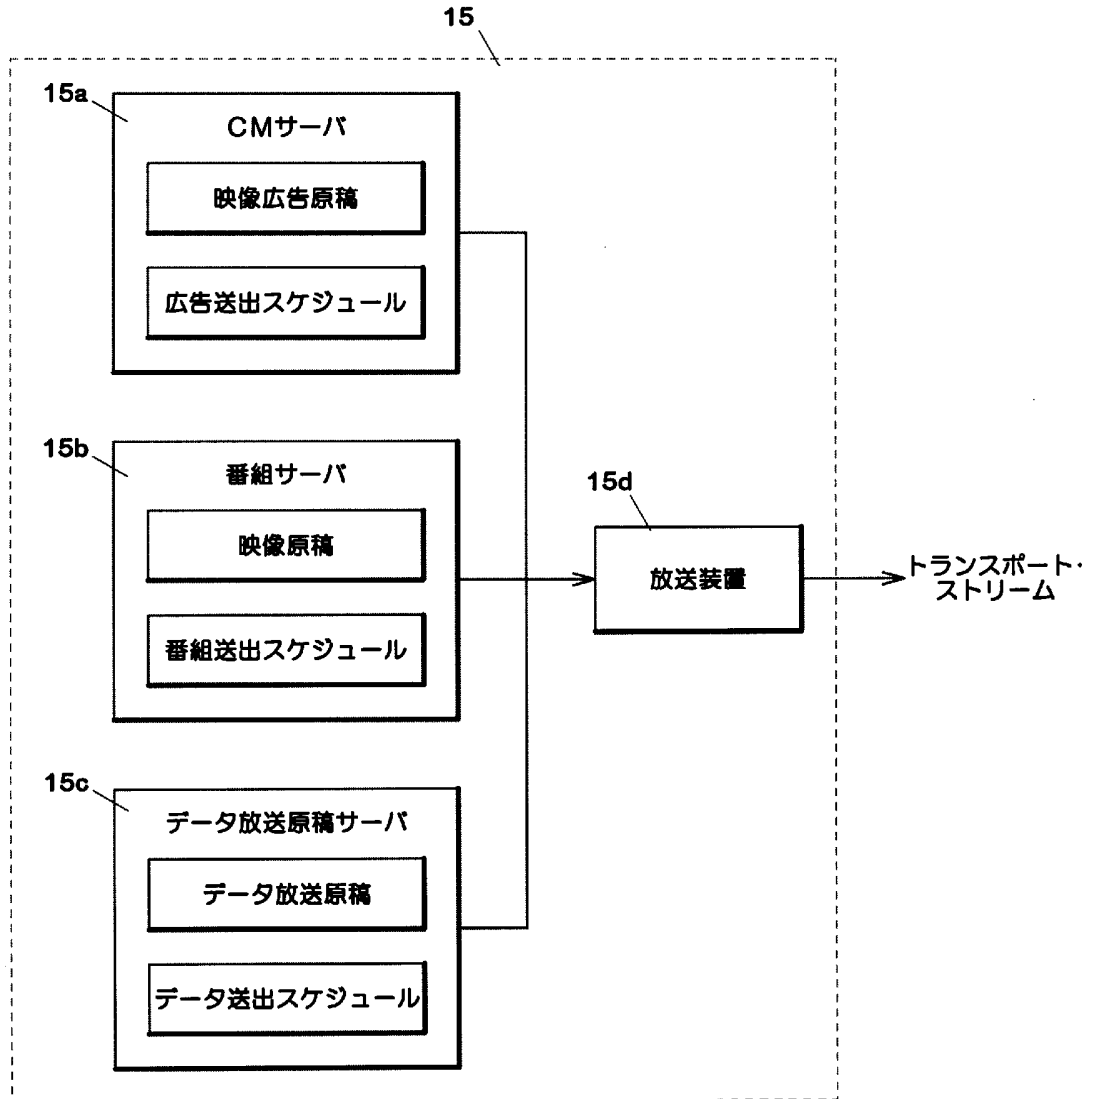 15
15a
CMサーバ
映像広告原稿
広告送出スケジュール
15b
番組サーバ
映像原稿
番組送出スケジュール
15d
放送装置
トランスポート・
ストリーム
15c
データ放送原稿サーバ
データ放送原稿
データ送出スケジュール